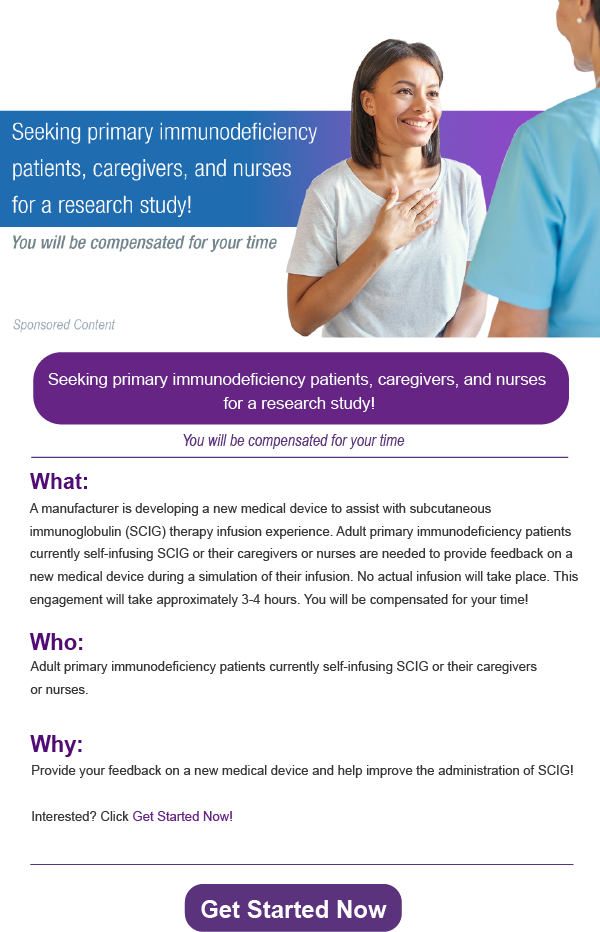 Seeking primary immunodeficiency
patients, caregivers, and nurses
for a research study!
You will be compensated for your time
Sponsored Content
Seeking primary immunodeficiency patients, caregivers, and nurses
for a research study!
You will be compensated for your time
What:
A manufacturer is developing a new medical device to assist with subcutaneous
immunoglobulin (SCIG) therapy infusion experience. Adult primary immunodeficiency patients
currently self-infusing SCIG or their caregivers or nurses are needed to provide feedback on a
new medical device during a simulation of their infusion. No actual infusion will take place. This
engagement will take approximately 3-4 hours. You will be compensated for your time!
Who:
Adult primary immunodeficiency patients currently self-infusing SCIG or their caregivers
or nurses.
Why:
Provide your feedback on a new medical device and help improve the administration of SCIG!
Interested? Click Get Started Now!
Get Started Now